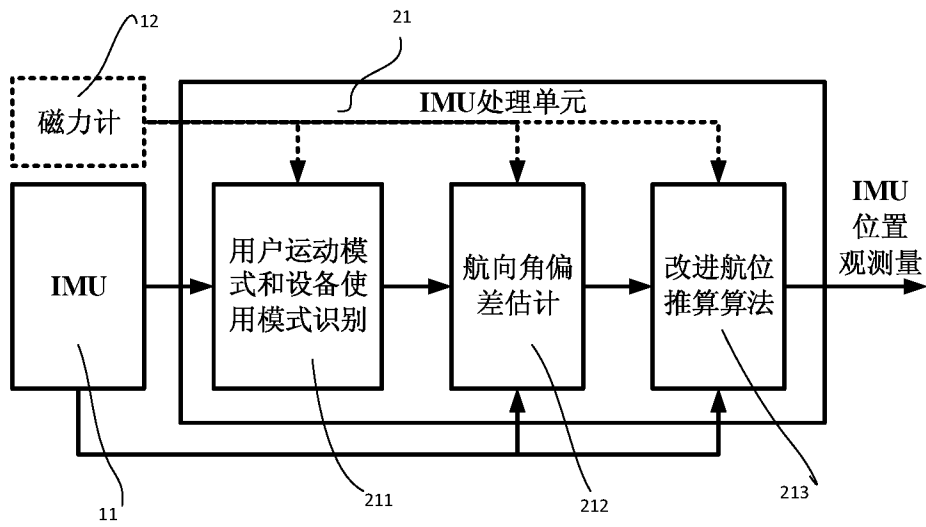 12
21
磁力计
IMU处理单元
IMU
用户运动模
式和设备使
用模式识别
航向角偏
差估计
改进航位
推算算法
IMU
位置
观测量
11
211
212
213